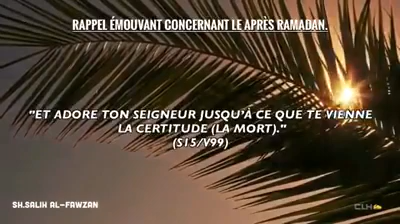 RAPPEL ÉMOUVANT CONCERNANT LE APRÈS RAMADAN.
"ET ADORE TON SEIGNEUR JUSQU'À CE QUE TE VIENNE
LA CERTITUDE (LA MORT)."
(S15/V99)
SH.SALIH AL-FAWZAN
CLH